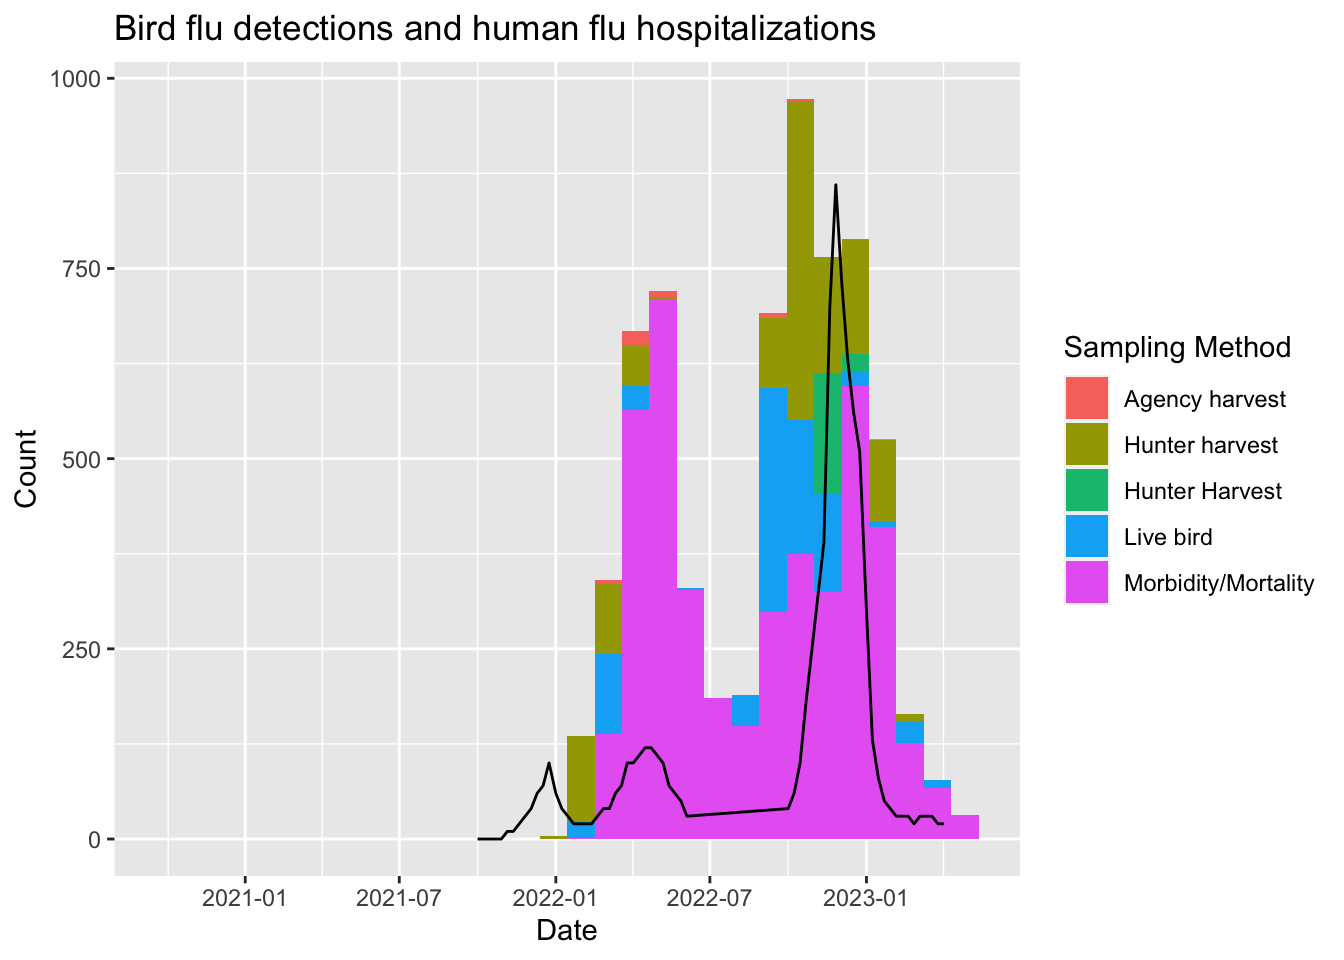 Bird flu detections and human flu hospitalizations
1000
750
500
250
0
Count
2021-01
2021-07
2022-01
2022-07
2023-01
Date
Sampling Method
Agency harvest
Hunter harvest
Hunter Harvest
Live bird
Morbidity/Mortality